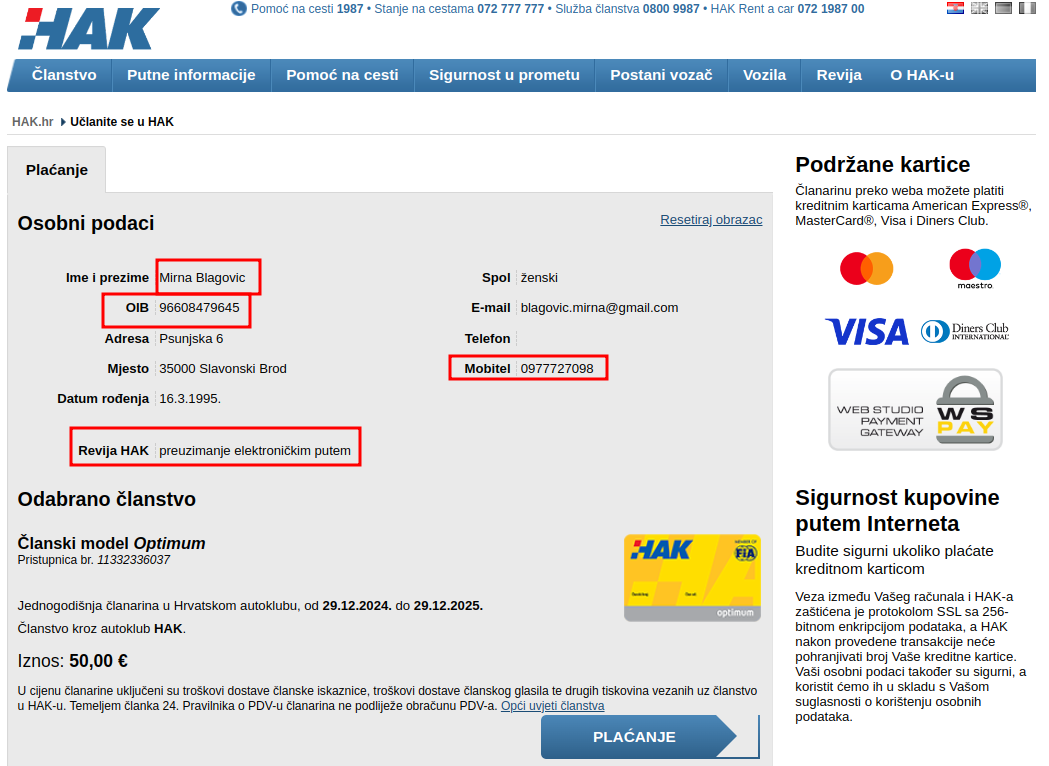 HAK
Pomoć na cesti 1987 • Stanje na cestama 072 777 777 • Služba članstva 0800 9987 • HAK Rent a car 072 1987 00
Članstvo Putne informacije Pomoć na cesti Sigurnost u prometu Postani vozač Vozila Revija O HAK-u
HAK.hr Učlanite se u HAK
Plaćanje
Osobni podaci
Resetiraj obrazac
Ime i prezime Mirna Blagovic
Spol ženski
OIB 96608479645
E-mail blagovic.mirna@gmail.com
Adresa Psunjska 6
Telefon
Mjesto 35000 Slavonski Brod
Mobitel 0977727098
Datum rođenja 16.3.1995.
Revija HAK preuzimanje elektroničkim putem
Odabrano članstvo
Članski model Optimum
Pristupnica br. 11332336037
HAK
MEMBER OF
FiA
optimum
Jednogodišnja članarina u Hrvatskom autoklubu, od 29.12.2024. do 29.12.2025.
Članstvo kroz autoklub HAK.
Iznos: 50,00 €
U cijenu članarine uključeni su troškovi dostave članske iskaznice, troškovi dostave članskog glasila te drugih tiskovina vezanih uz članstvo
u HAK-u. Temeljem članka 24. Pravilnika o PDV-u članarina ne podliježe obračunu PDV-a. Opći uvjeti članstva
PLAĆANJE
Podržane kartice
Članarinu preko weba možete platiti
kreditnim karticama American Express®,
MasterCard®, Visa i Diners Club.
maestro.
VISA
Diners Club
INTERNATIONAL
WEB STUDIO
PAYMENT
GATEWAY
WS
PAY
Sigurnost kupovine
putem Interneta
Budite sigurni ukoliko plaćate
kreditnom karticom
Veza između Vašeg računala i HAK-a
zaštićena je protokolom SSL sa 256-
bitnom enkripcijom podataka, a HAK
nakon provedene transakcije neće
pohranjivati broj Vaše kreditne kartice.
Vaši osobni podaci također su sigurni, a
koristit ćemo ih u skladu s Vašom
suglasnosti o korištenju osobnih
podataka.